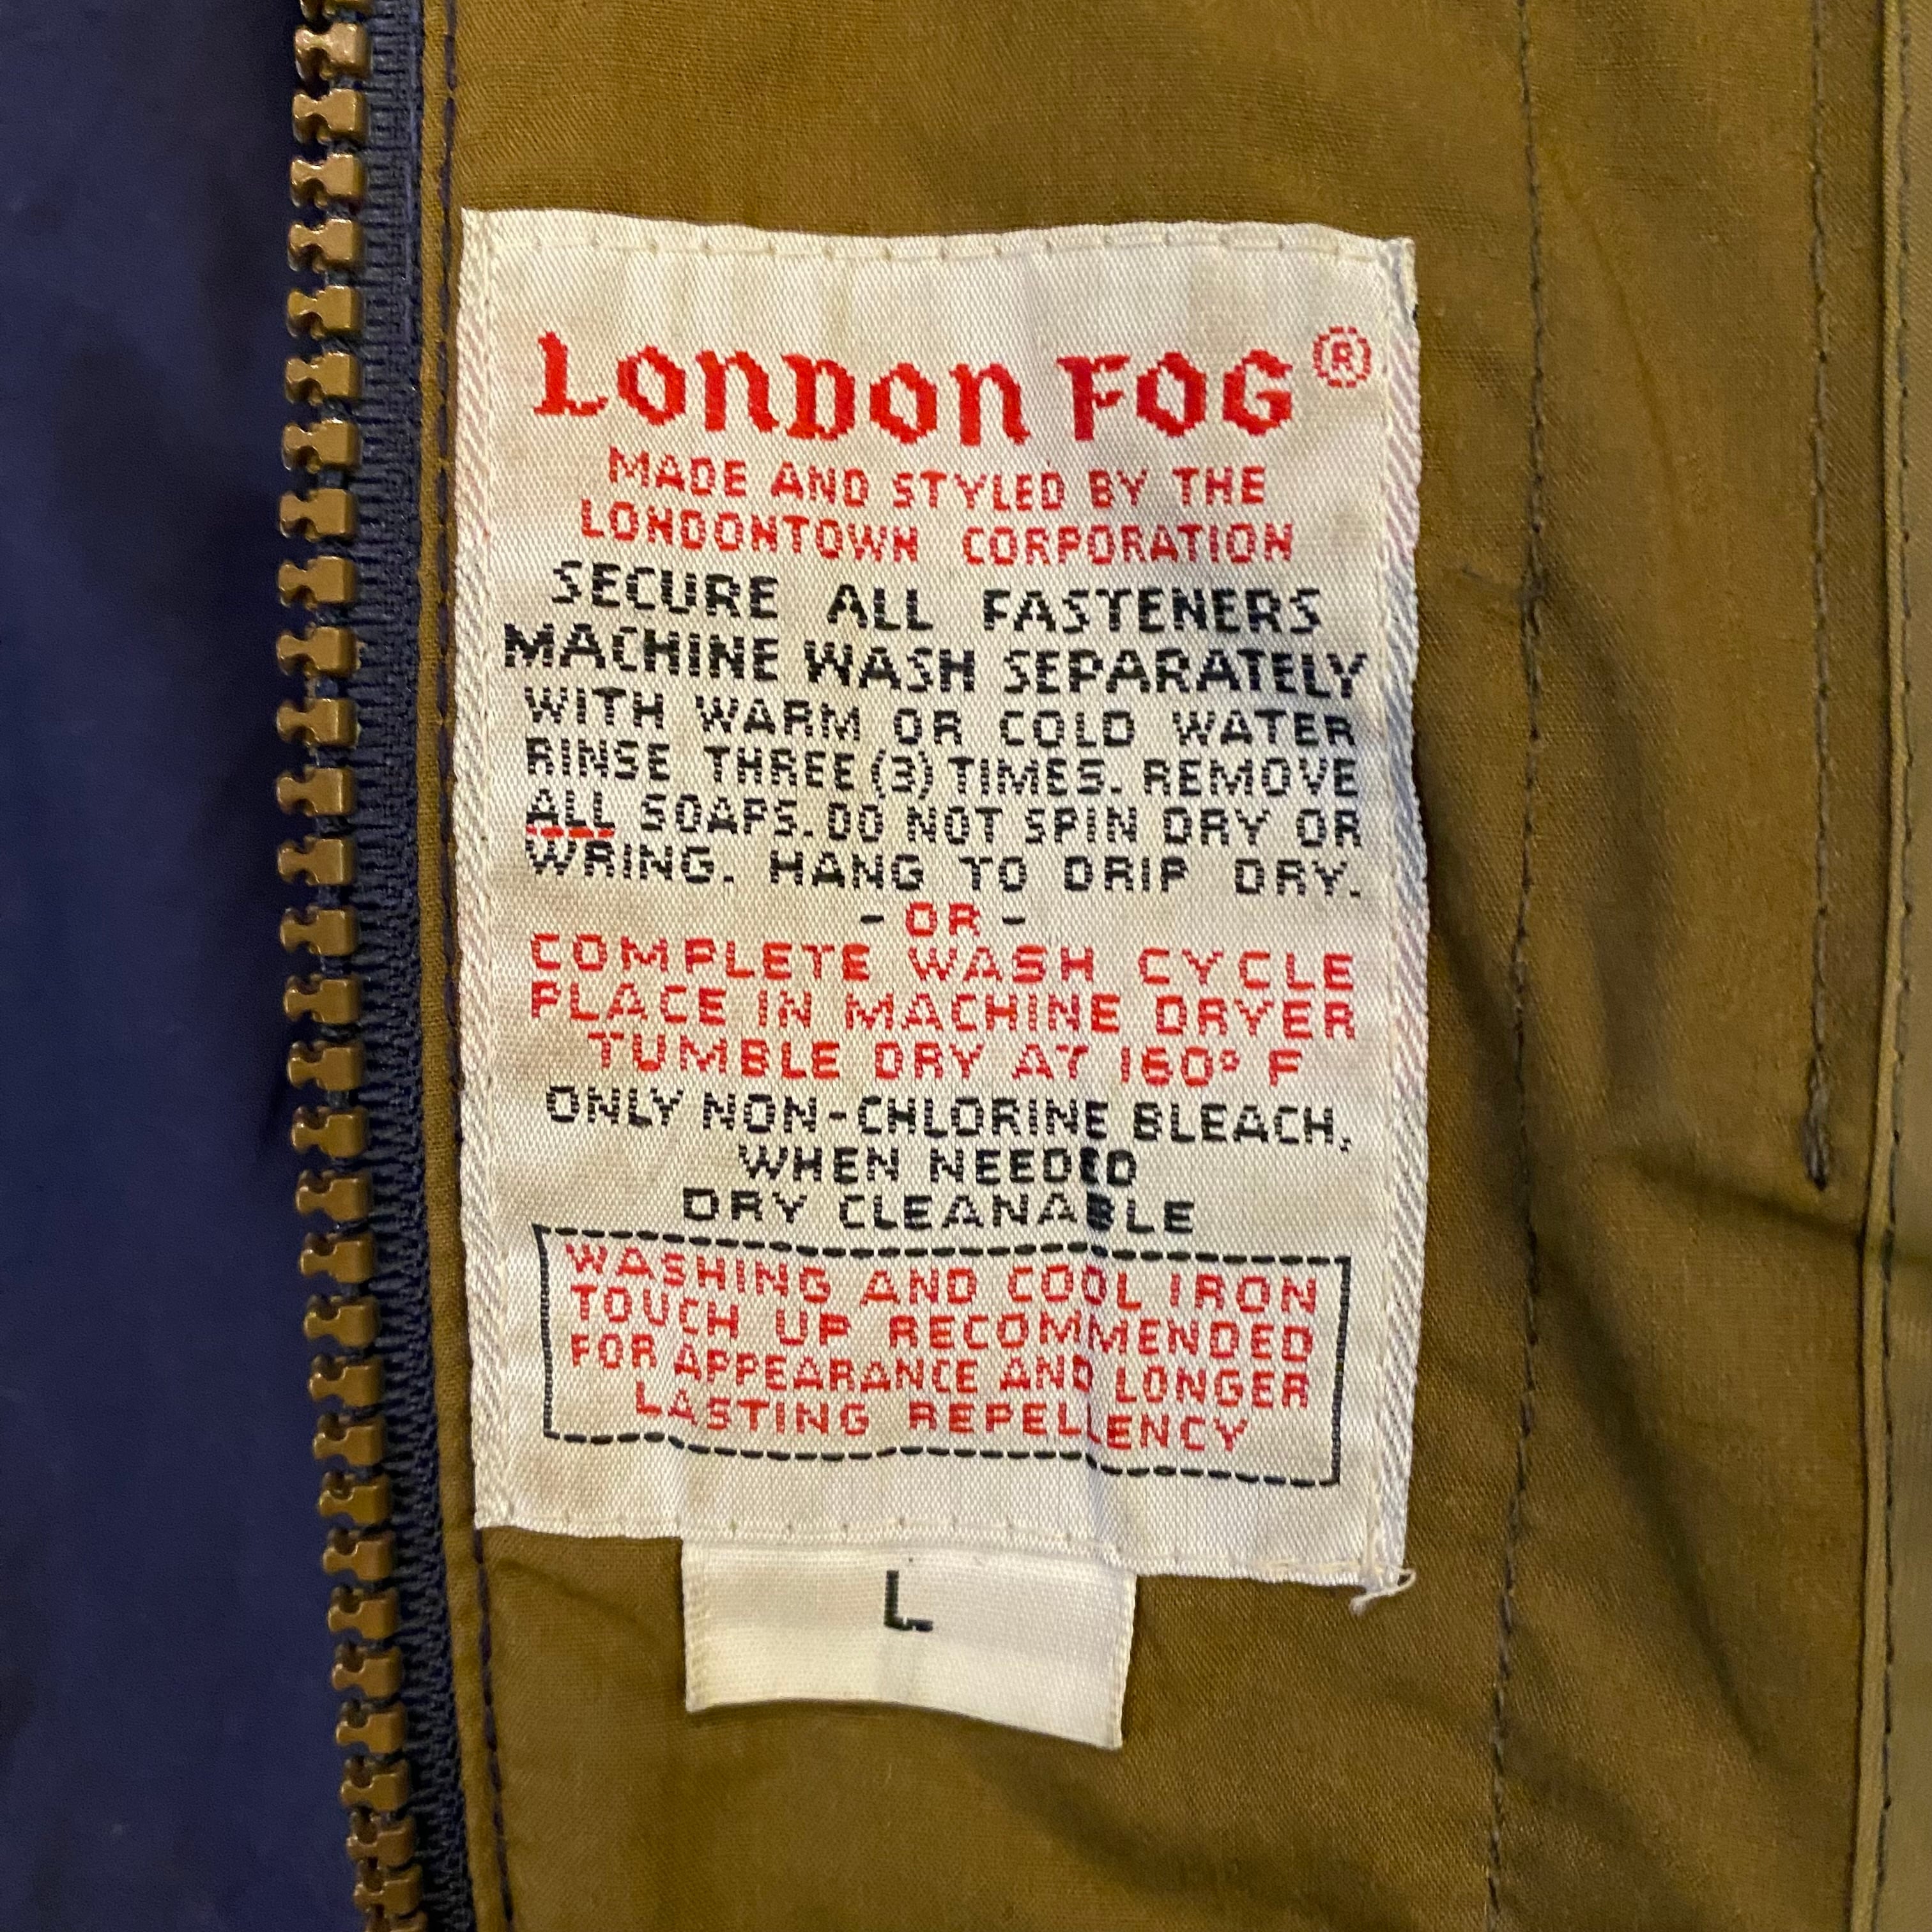 LONDON FOG®
MADE AND STYLED BY THE
LONDONTOWN CORPORATION
SECURE ALL FASTENERS
MACHINE WASH SEPARATELY
WITH WARM OR COLD WATER
RINSE THREE (3) TIMES. REMOVE
ALL SOAPS. DO NOT SPIN DRY OR
WRING. HANG TO DRIP DRY.
- OR -
COMPLETE WASH CYCLE
PLACE IN MACHINE DRYER
TUMBLE DRY AT 160° F
ONLY NON-CHLORINE BLEACH,
WHEN NEEDED
DRY CLEANABLE
WASHING AND COOL IRON
TOUCH UP RECOMMENDED
FOR APPEARANCE AND LONGER
LASTING REPELLENCY
L